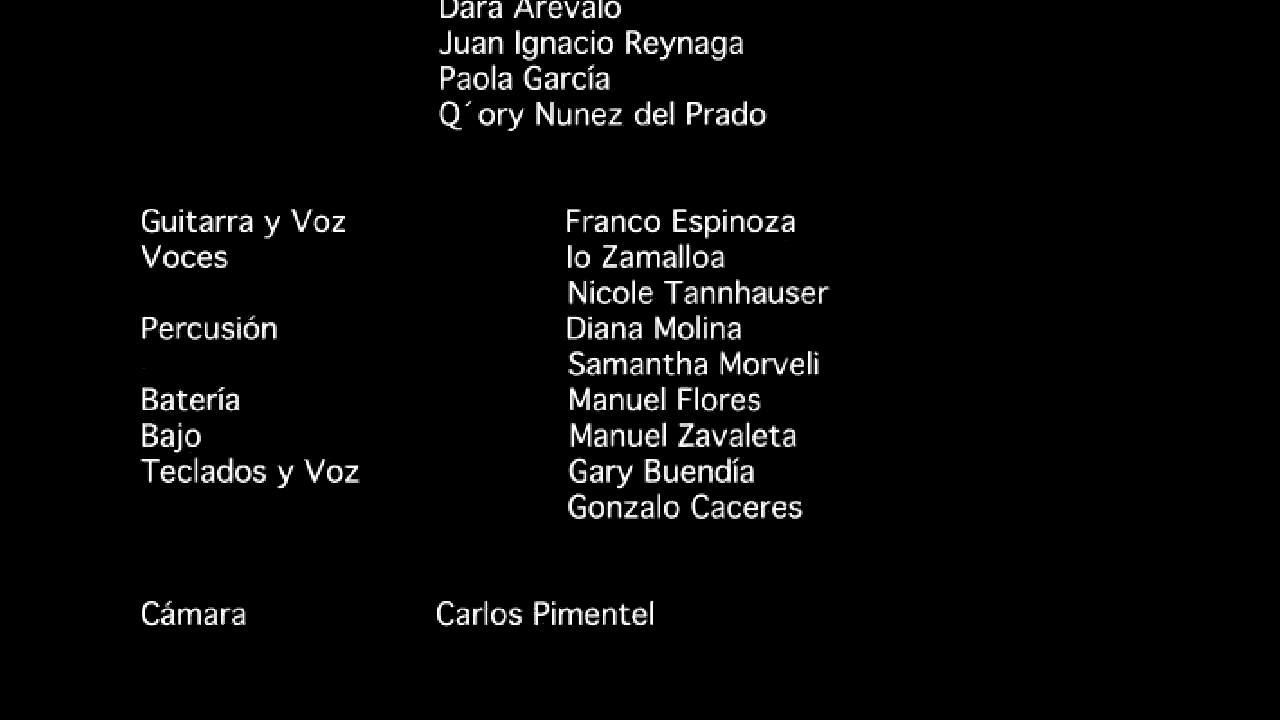 Dara Arévalo
Juan Ignacio Reynaga
Paola García
Q´ory Nunez del Prado
Guitarra y Voz Franco Espinoza
Voces Io Zamalloa
Nicole Tannhauser
Percusión Diana Molina
Samantha Morveli
Batería Manuel Flores
Bajo Manuel Zavaleta
Teclados y Voz Gary Buendía
Gonzalo Caceres
Cámara Carlos Pimentel